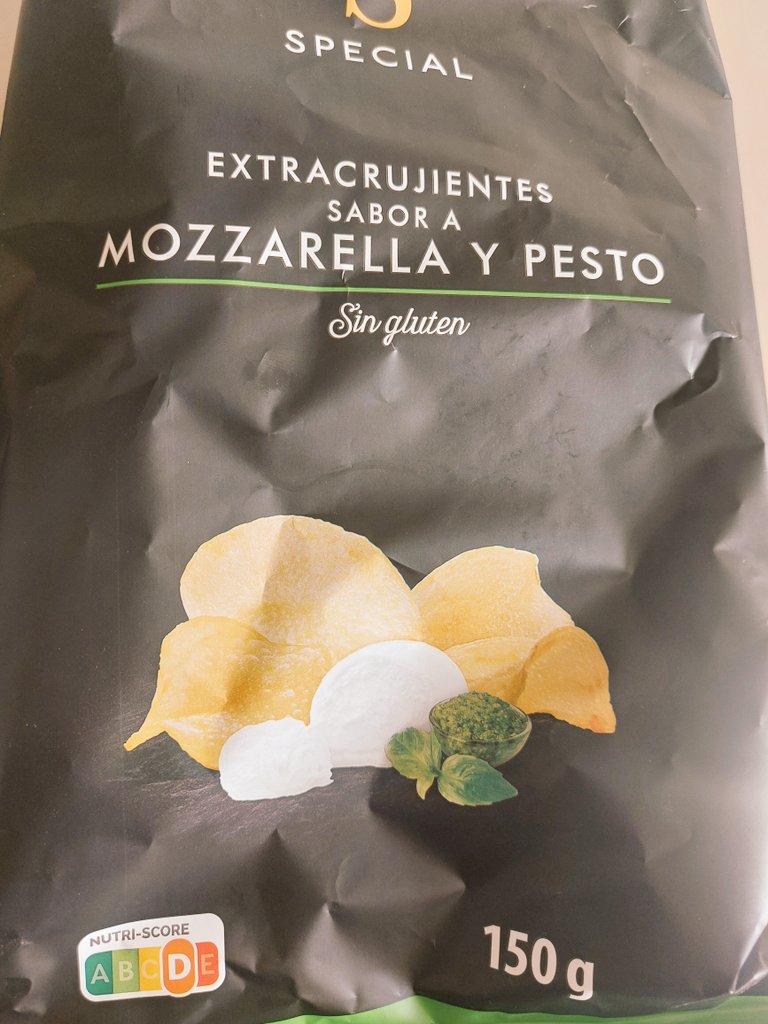 S
SPECIAL
EXTRACRUJIENTES
SABOR A
MOZZARELLA Y PESTO
Sin gluten
NUTRI-SCORE
A B C D E
150 g